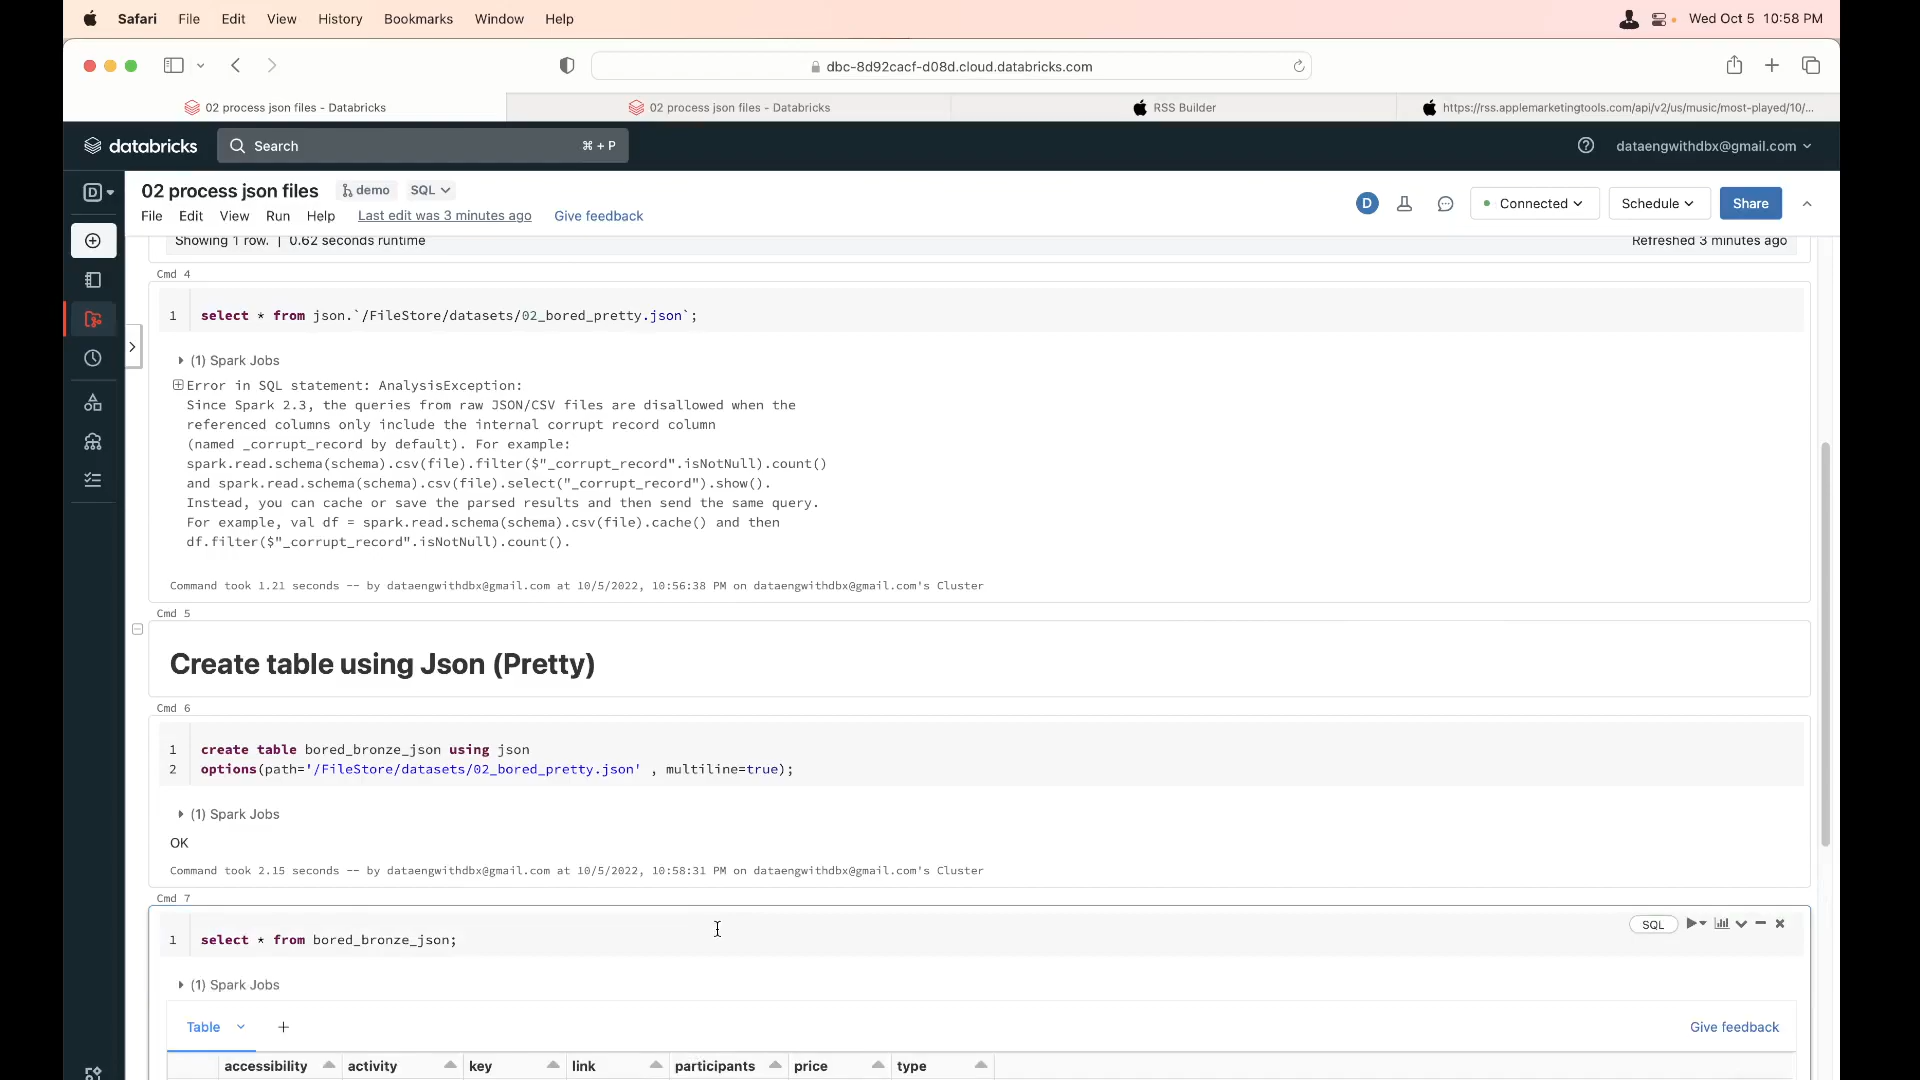 Safari File Edit View History Bookmarks Window Help Wed Oct 5 10:58 PM
dbc-8d92cacf-d08d.cloud.databricks.com
02 process json files - Databricks 02 process json files - Databricks RSS Builder https://rss.applemarketingtools.com/api/v2/us/music/most-played/10/...
databricks Search ⌘ + P dataengwithdbx@gmail.com
D 02 process json files demo SQL
D Connected Schedule Share
File Edit View Run Help Last edit was 3 minutes ago Give feedback
Showing 1 row. | 0.62 seconds runtime Refreshed 3 minutes ago
Cmd 4
1 select * from json.`/FileStore/datasets/02_bored_pretty.json`;
(1) Spark Jobs
Error in SQL statement: AnalysisException:
Since Spark 2.3, the queries from raw JSON/CSV files are disallowed when the
referenced columns only include the internal corrupt record column
(named _corrupt_record by default). For example:
spark.read.schema(schema).csv(file).filter($"_corrupt_record".isNotNull).count()
and spark.read.schema(schema).csv(file).select("_corrupt_record").show().
Instead, you can cache or save the parsed results and then send the same query.
For example, val df = spark.read.schema(schema).csv(file).cache() and then
df.filter($"_corrupt_record".isNotNull).count().
Command took 1.21 seconds -- by dataengwithdbx@gmail.com at 10/5/2022, 10:56:38 PM on dataengwithdbx@gmail.com's Cluster
Cmd 5
Create table using Json (Pretty)
Cmd 6
1 create table bored_bronze_json using json
2 options(path='/FileStore/datasets/02_bored_pretty.json' , multiline=true);
(1) Spark Jobs
OK
Command took 2.15 seconds -- by dataengwithdbx@gmail.com at 10/5/2022, 10:58:31 PM on dataengwithdbx@gmail.com's Cluster
Cmd 7
SQL
1 select * from bored_bronze_json;
(1) Spark Jobs
Table + Give feedback
accessibility activity key link participants price type